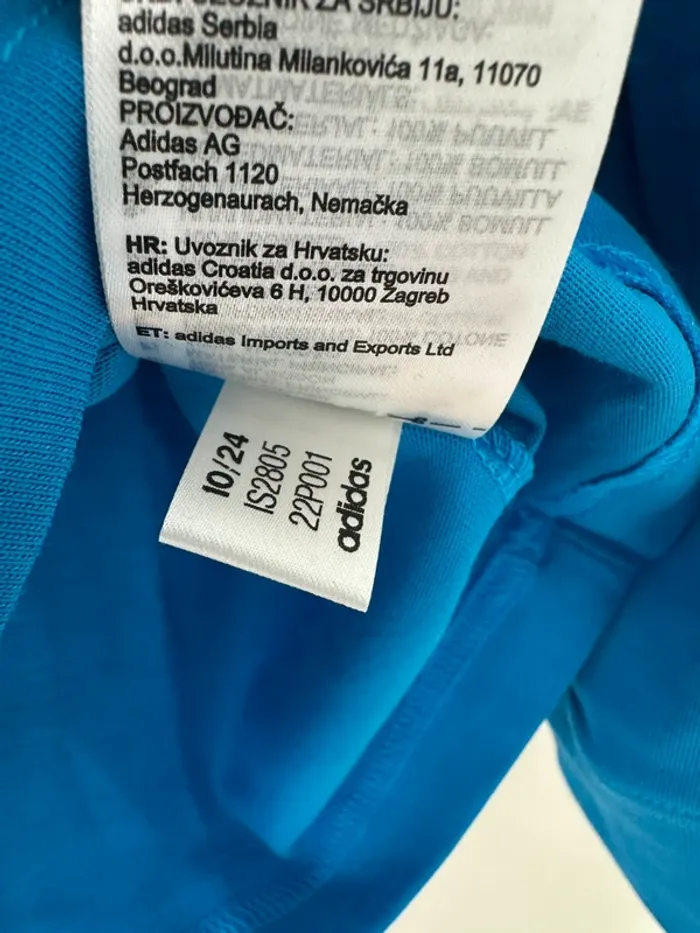 ZA SRBIJU:
adidas Serbia
d.o.o.Milutina Milankovića 11a, 11070
Beograd
PROIZVOĐAČ:
Adidas AG
Postfach 1120
Herzogenaurach, Nemačka
HR: Uvoznik za Hrvatsku:
adidas Croatia d.o.o. za trgovinu
Oreškovićeva 6 H, 10000 Zagreb
Hrvatska
ET: adidas Imports and Exports Ltd
10/24
IS2805
22P001
adidas